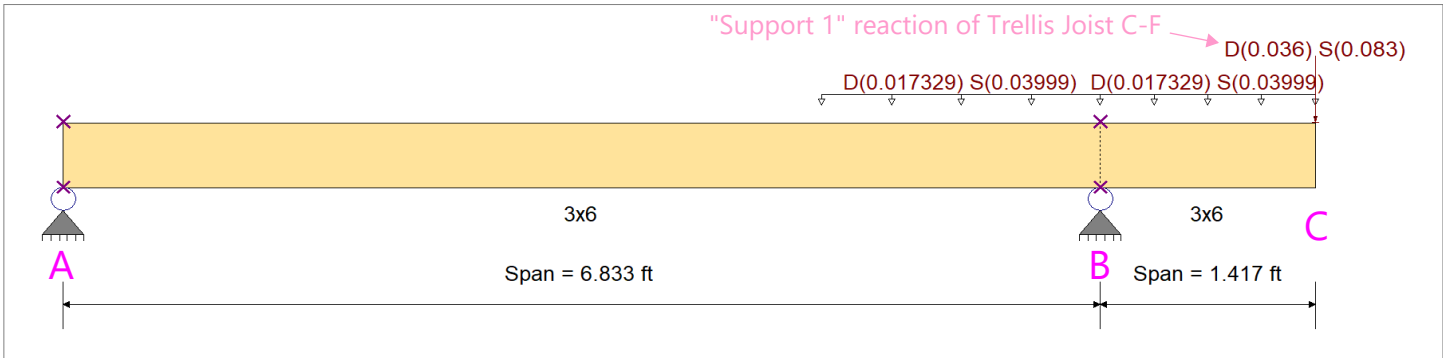 "Support 1" reaction of Trellis Joist C-F
D(0.036) S(0.083)
D(0.017329) S(0.03999) D(0.017329) S(0.03999)
3x6 3x6
A B C
Span = 6.833 ft Span = 1.417 ft